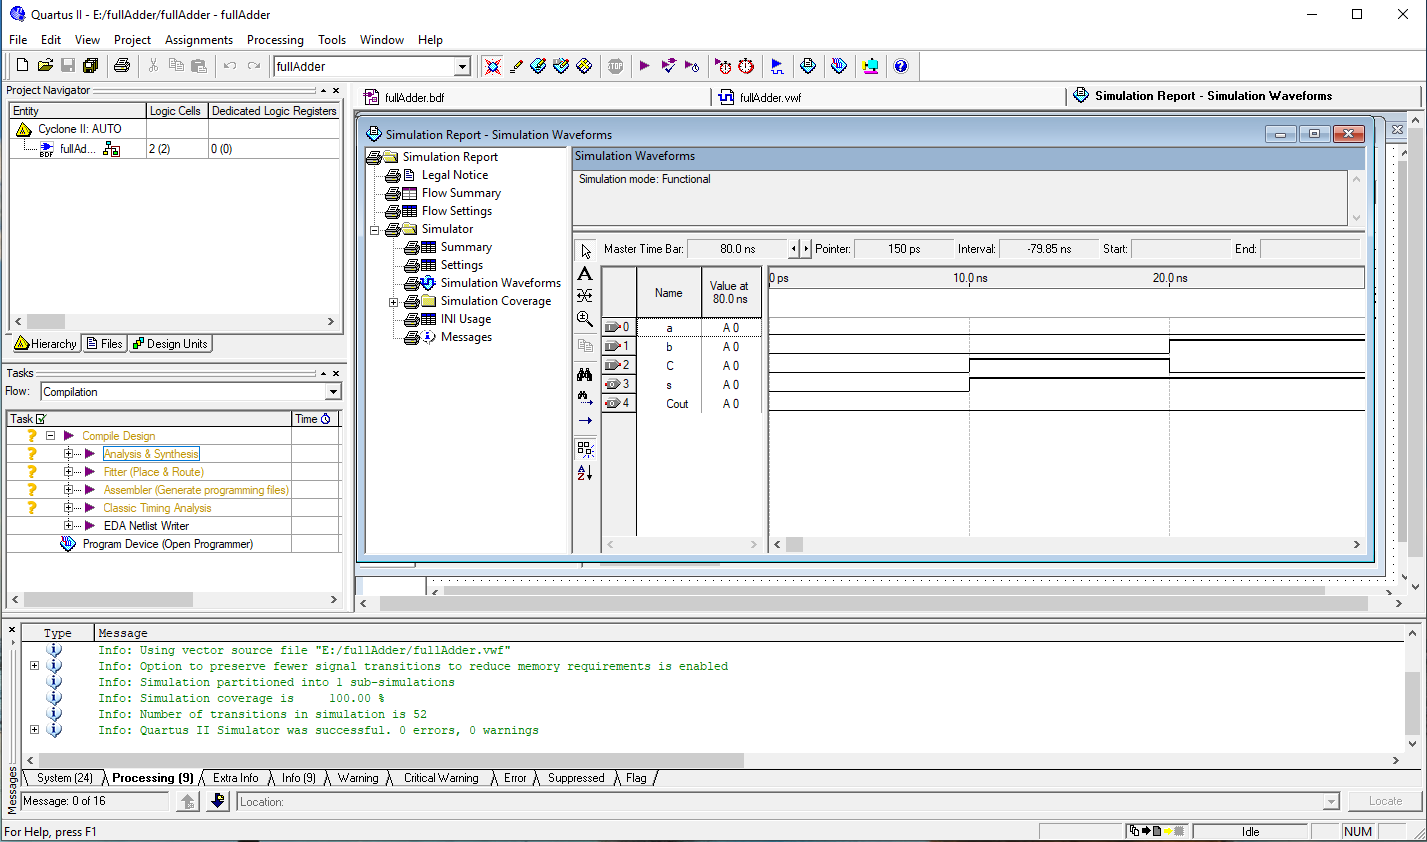 Quartus II - E:/fullAdder/fullAdder - fullAdder
File Edit View Project Assignments Processing Tools Window Help
fullAdder
STOP
Project Navigator
Entity Logic Cells Dedicated Logic Registers
Cyclone II: AUTO
BDF fullAd... 2 (2) 0 (0)
Hierarchy Files Design Units
Tasks
Flow: Compilation
Task Time
Compile Design
Analysis & Synthesis
Fitter (Place & Route)
Assembler (Generate programming files)
Classic Timing Analysis
EDA Netlist Writer
Program Device (Open Programmer)
fullAdder.bdf fullAdder.vwf Simulation Report - Simulation Waveforms
Simulation Report - Simulation Waveforms
Simulation Report
Legal Notice
Flow Summary
Flow Settings
Simulator
Summary
Settings
Simulation Waveforms
Simulation Coverage
INI Usage
Messages
Simulation Waveforms
Simulation mode: Functional
Master Time Bar: 80.0 ns Pointer: 150 ps Interval: -79.85 ns Start: End:
Name Value at 80.0 ns
0 ps 10.0 ns 20.0 ns
0 a A 0
1 b A 0
2 C A 0
3 s A 0
4 Cout A 0
Type Message
Info: Using vector source file "E:/fullAdder/fullAdder.vwf"
Info: Option to preserve fewer signal transitions to reduce memory requirements is enabled
Info: Simulation partitioned into 1 sub-simulations
Info: Simulation coverage is 100.00 %
Info: Number of transitions in simulation is 52
Info: Quartus II Simulator was successful. 0 errors, 0 warnings
System (24) Processing (9) Extra Info Info (9) Warning Critical Warning Error Suppressed Flag
Messages
Message: 0 of 16 Location: Locate
For Help, press F1 Idle NUM